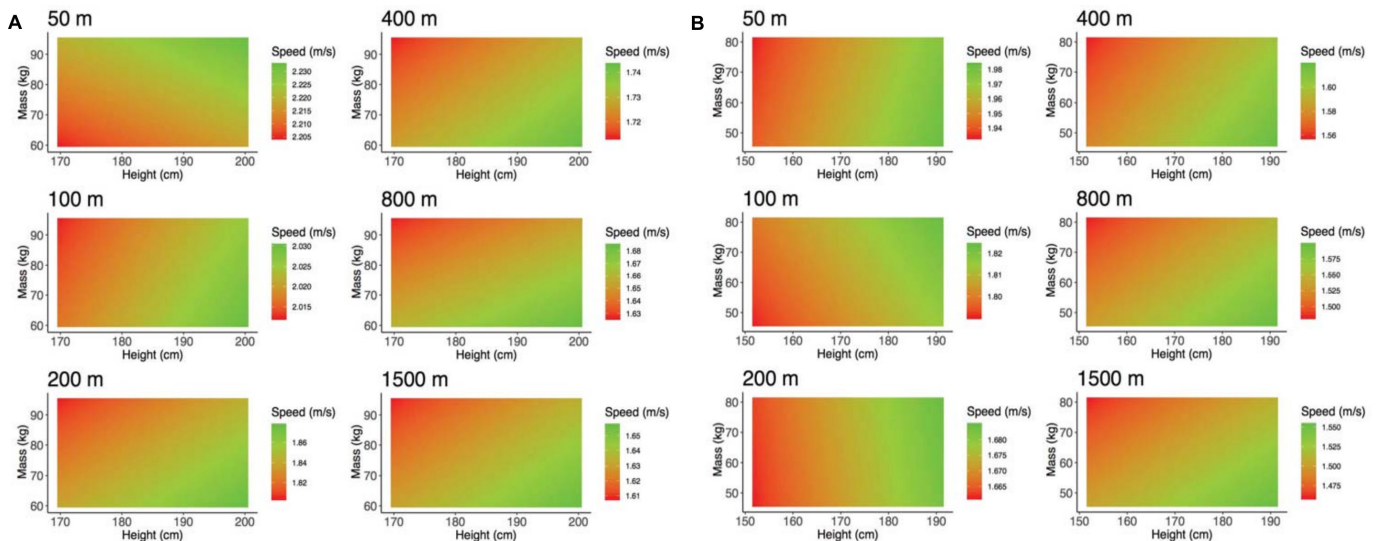 A
50 m
Mass (kg)
90
80
70
60
170 180 190 200
Height (cm)
Speed (m/s)
2.230
2.225
2.220
2.215
2.210
2.205
400 m
Mass (kg)
90
80
70
60
170 180 190 200
Height (cm)
Speed (m/s)
1.74
1.73
1.72
100 m
Mass (kg)
90
80
70
60
170 180 190 200
Height (cm)
Speed (m/s)
2.030
2.025
2.020
2.015
800 m
Mass (kg)
90
80
70
60
170 180 190 200
Height (cm)
Speed (m/s)
1.68
1.67
1.66
1.65
1.64
1.63
200 m
Mass (kg)
90
80
70
60
170 180 190 200
Height (cm)
Speed (m/s)
1.86
1.84
1.82
1500 m
Mass (kg)
90
80
70
60
170 180 190 200
Height (cm)
Speed (m/s)
1.65
1.64
1.63
1.62
1.61
B
50 m
Mass (kg)
80
70
60
50
150 160 170 180 190
Height (cm)
Speed (m/s)
1.98
1.97
1.96
1.95
1.94
400 m
Mass (kg)
80
70
60
50
150 160 170 180 190
Height (cm)
Speed (m/s)
1.60
1.58
1.56
100 m
Mass (kg)
80
70
60
50
150 160 170 180 190
Height (cm)
Speed (m/s)
1.82
1.81
1.80
800 m
Mass (kg)
80
70
60
50
150 160 170 180 190
Height (cm)
Speed (m/s)
1.575
1.550
1.525
1.500
200 m
Mass (kg)
80
70
60
50
150 160 170 180 190
Height (cm)
Speed (m/s)
1.680
1.675
1.670
1.665
1500 m
Mass (kg)
80
70
60
50
150 160 170 180 190
Height (cm)
Speed (m/s)
1.550
1.525
1.500
1.475